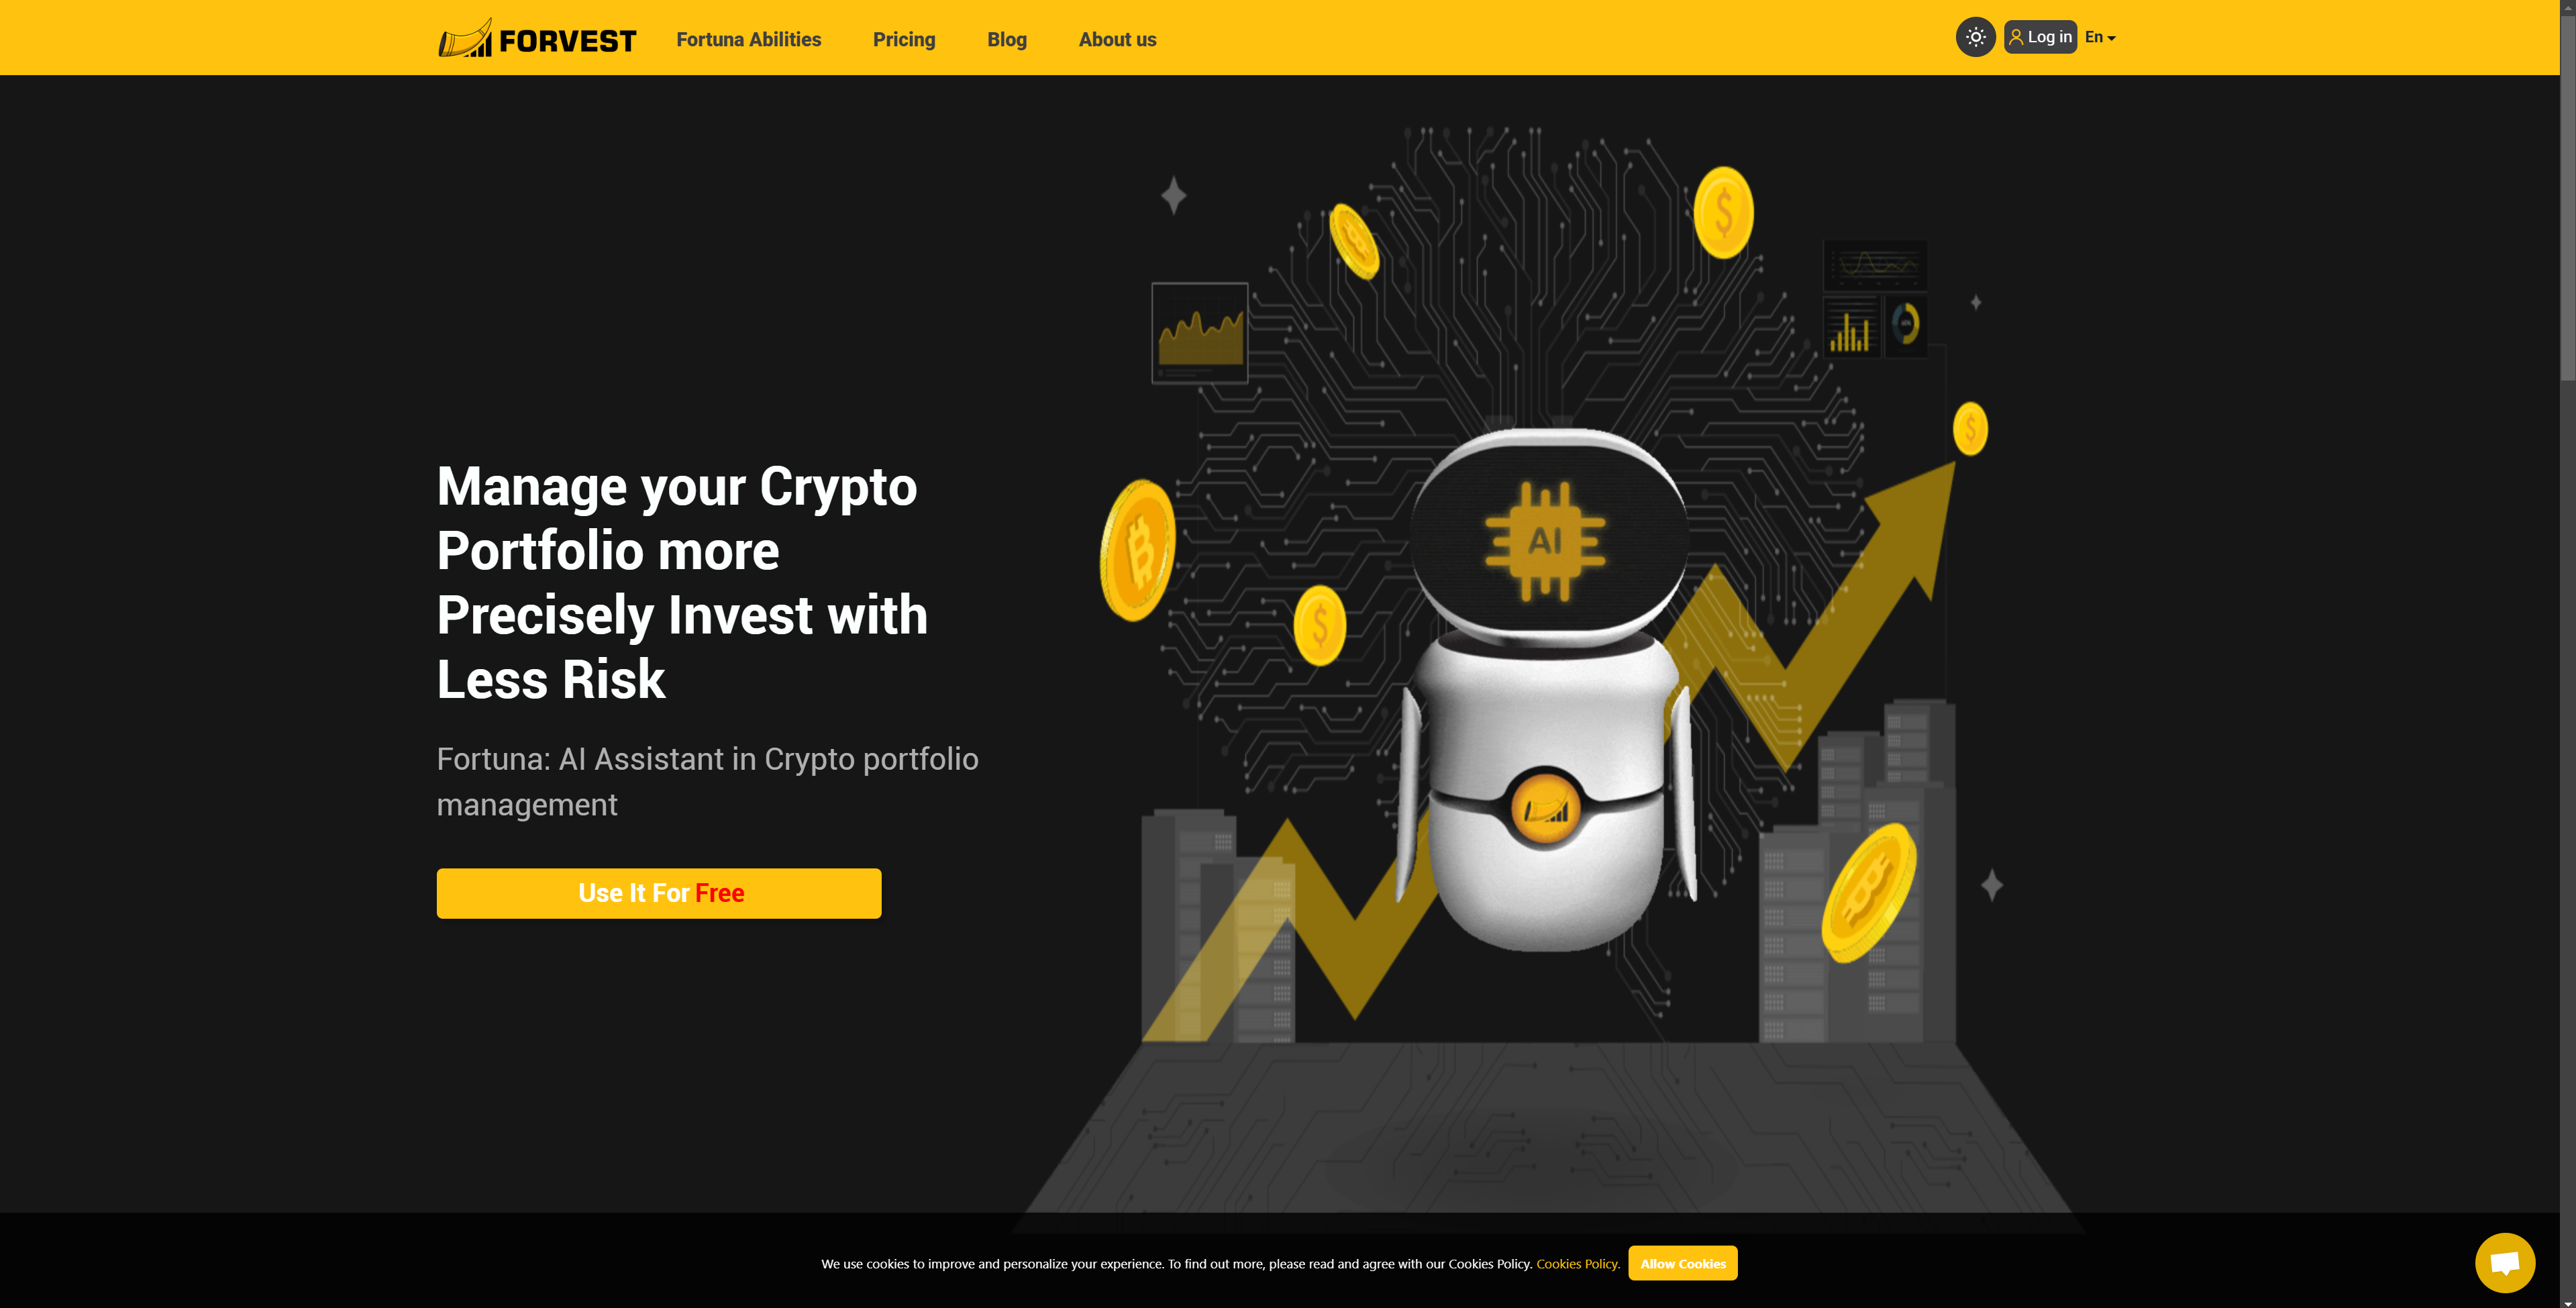 FORVEST
Fortuna Abilities
Pricing
Blog
About us
Log in
En
Manage your Crypto
Portfolio more
Precisely Invest with
Less Risk
Fortuna: AI Assistant in Crypto portfolio
management
Use It For Free
AI
We use cookies to improve and personalize your experience. To find out more, please read and agree with our Cookies Policy. Cookies Policy.
Allow Cookies